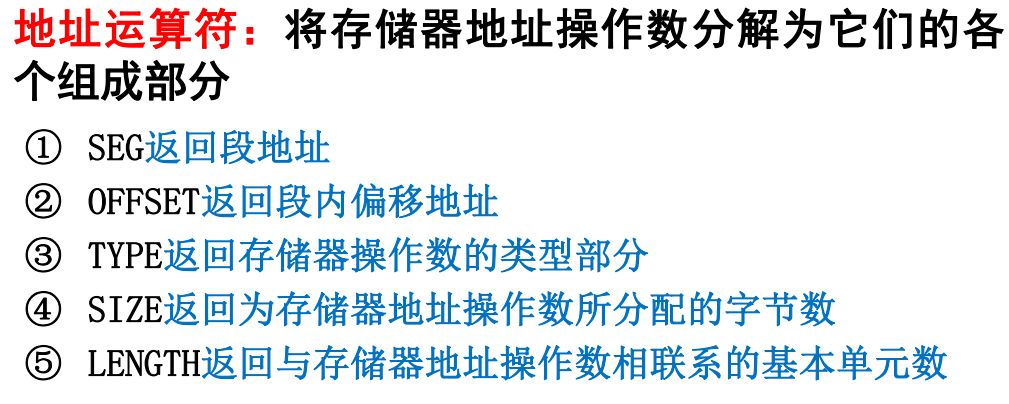 地址运算符：将存储器地址操作数分解为它们的各
个组成部分
① SEG返回段地址
② OFFSET返回段内偏移地址
③ TYPE返回存储器操作数的类型部分
④ SIZE返回为存储器地址操作数所分配的字节数
⑤ LENGTH返回与存储器地址操作数相联系的基本单元数